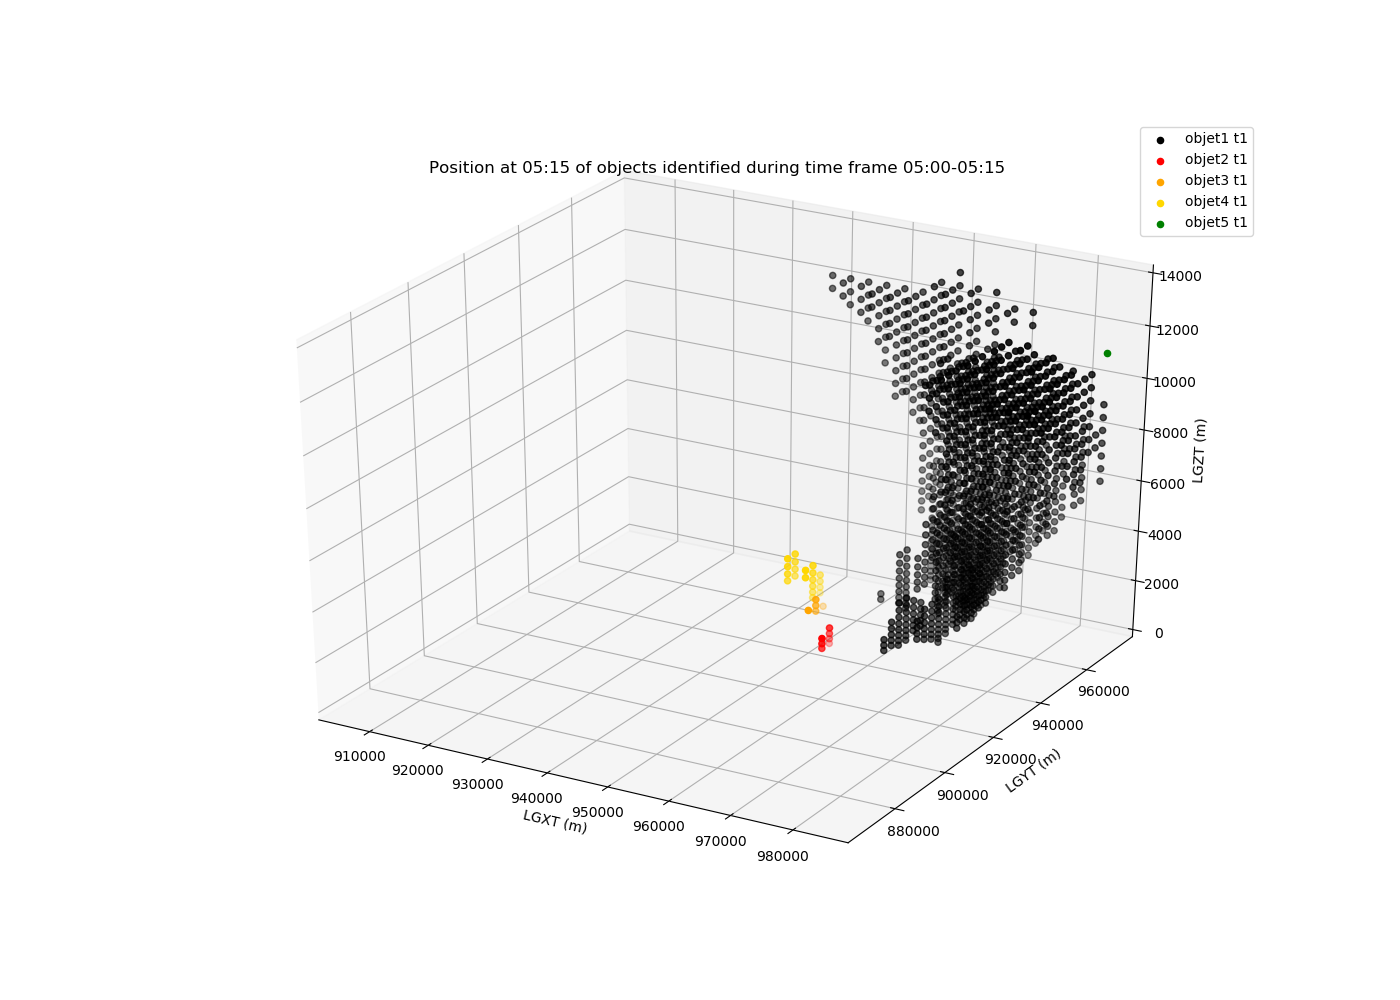 Position at 05:15 of objects identified during time frame 05:00-05:15
objet1 t1
objet2 t1
objet3 t1
objet4 t1
objet5 t1
14000
12000
10000
8000
6000
4000
2000
0
LGZT (m)
960000
940000
920000
900000
880000
LGYT (m)
910000
920000
930000
940000
950000
960000
970000
980000
LGXT (m)